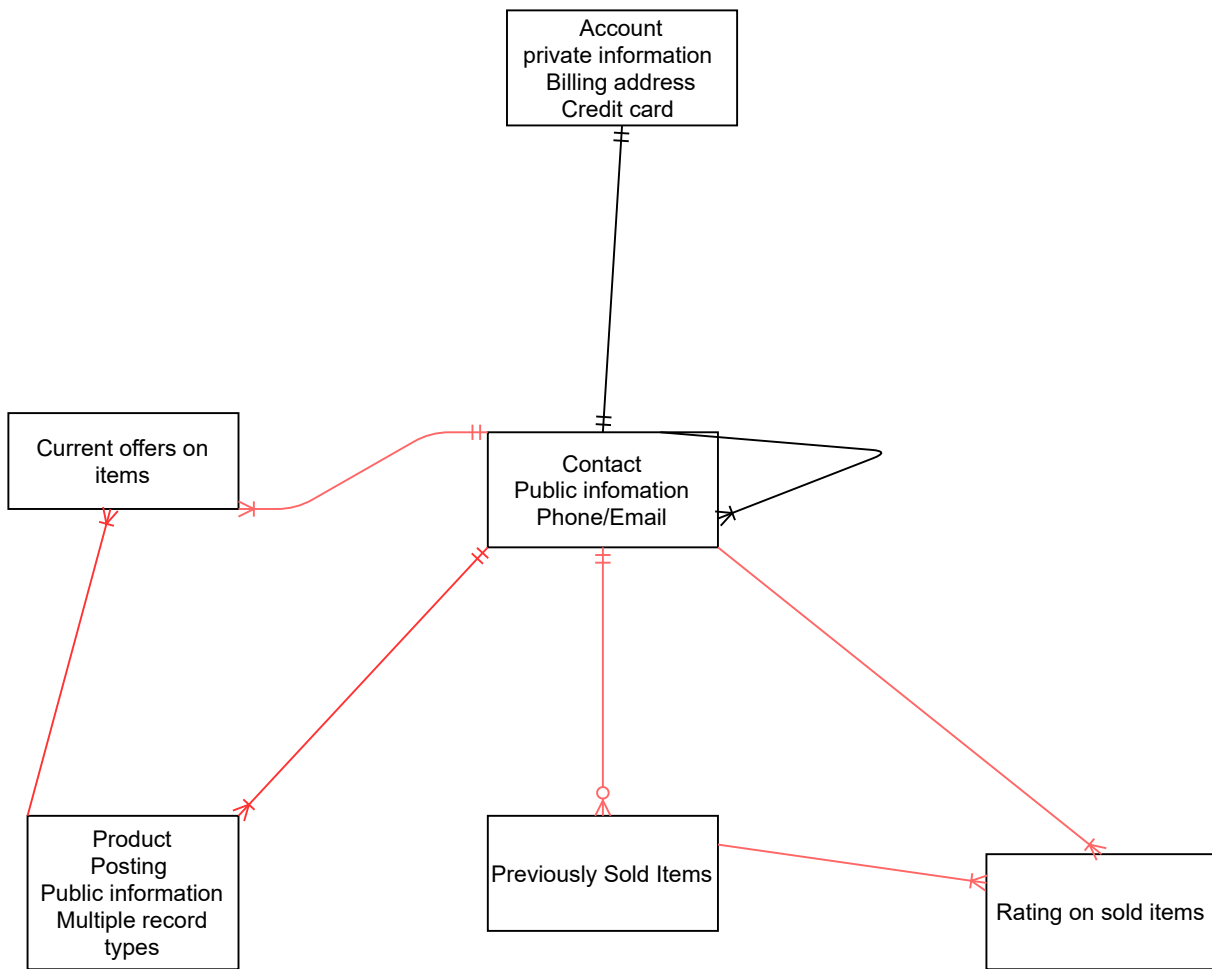 Account
private information
Billing address
Credit card
Current offers on
items
Contact
Public infomation
Phone/Email
Product
Posting
Public information
Multiple record
types
Previously Sold Items
Rating on sold items